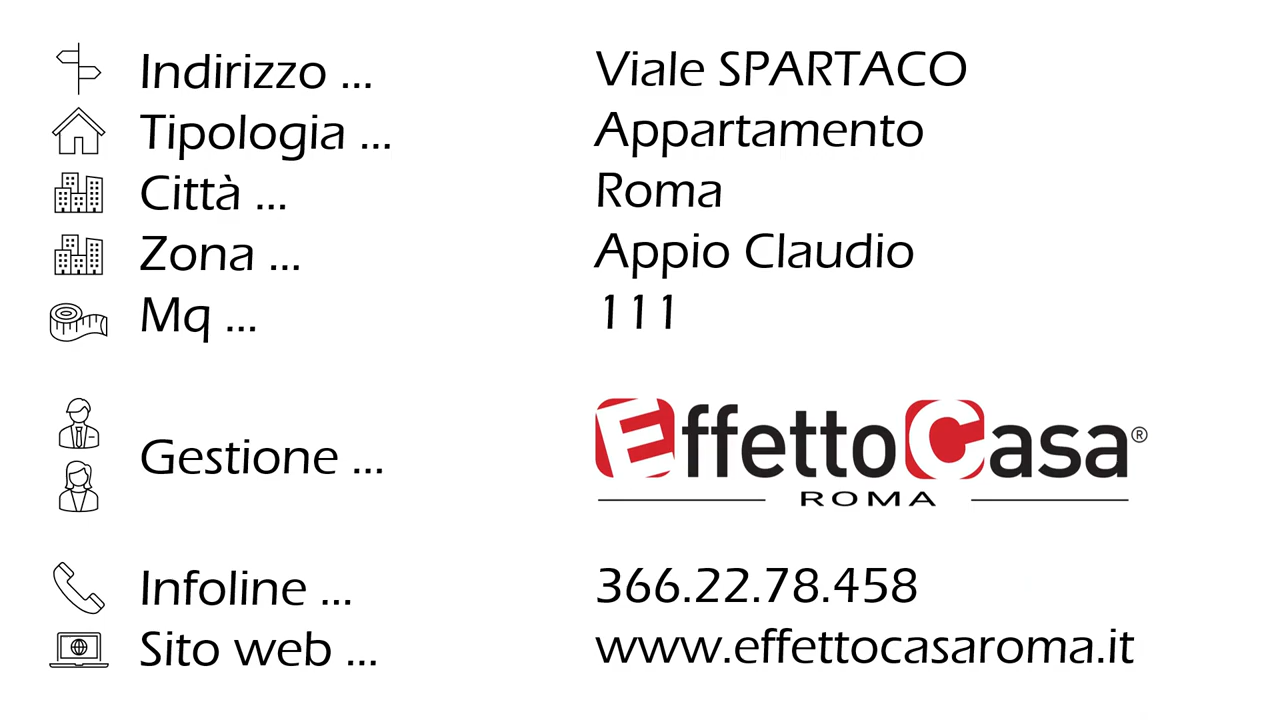 Indirizzo ... Viale SPARTACO
Tipologia ... Appartamento
Città ... Roma
Zona ... Appio Claudio
Mq ... 111
Gestione ... EffettoCasa®
ROMA
Infoline ... 366.22.78.458
Sito web ... www.effettocasaroma.it